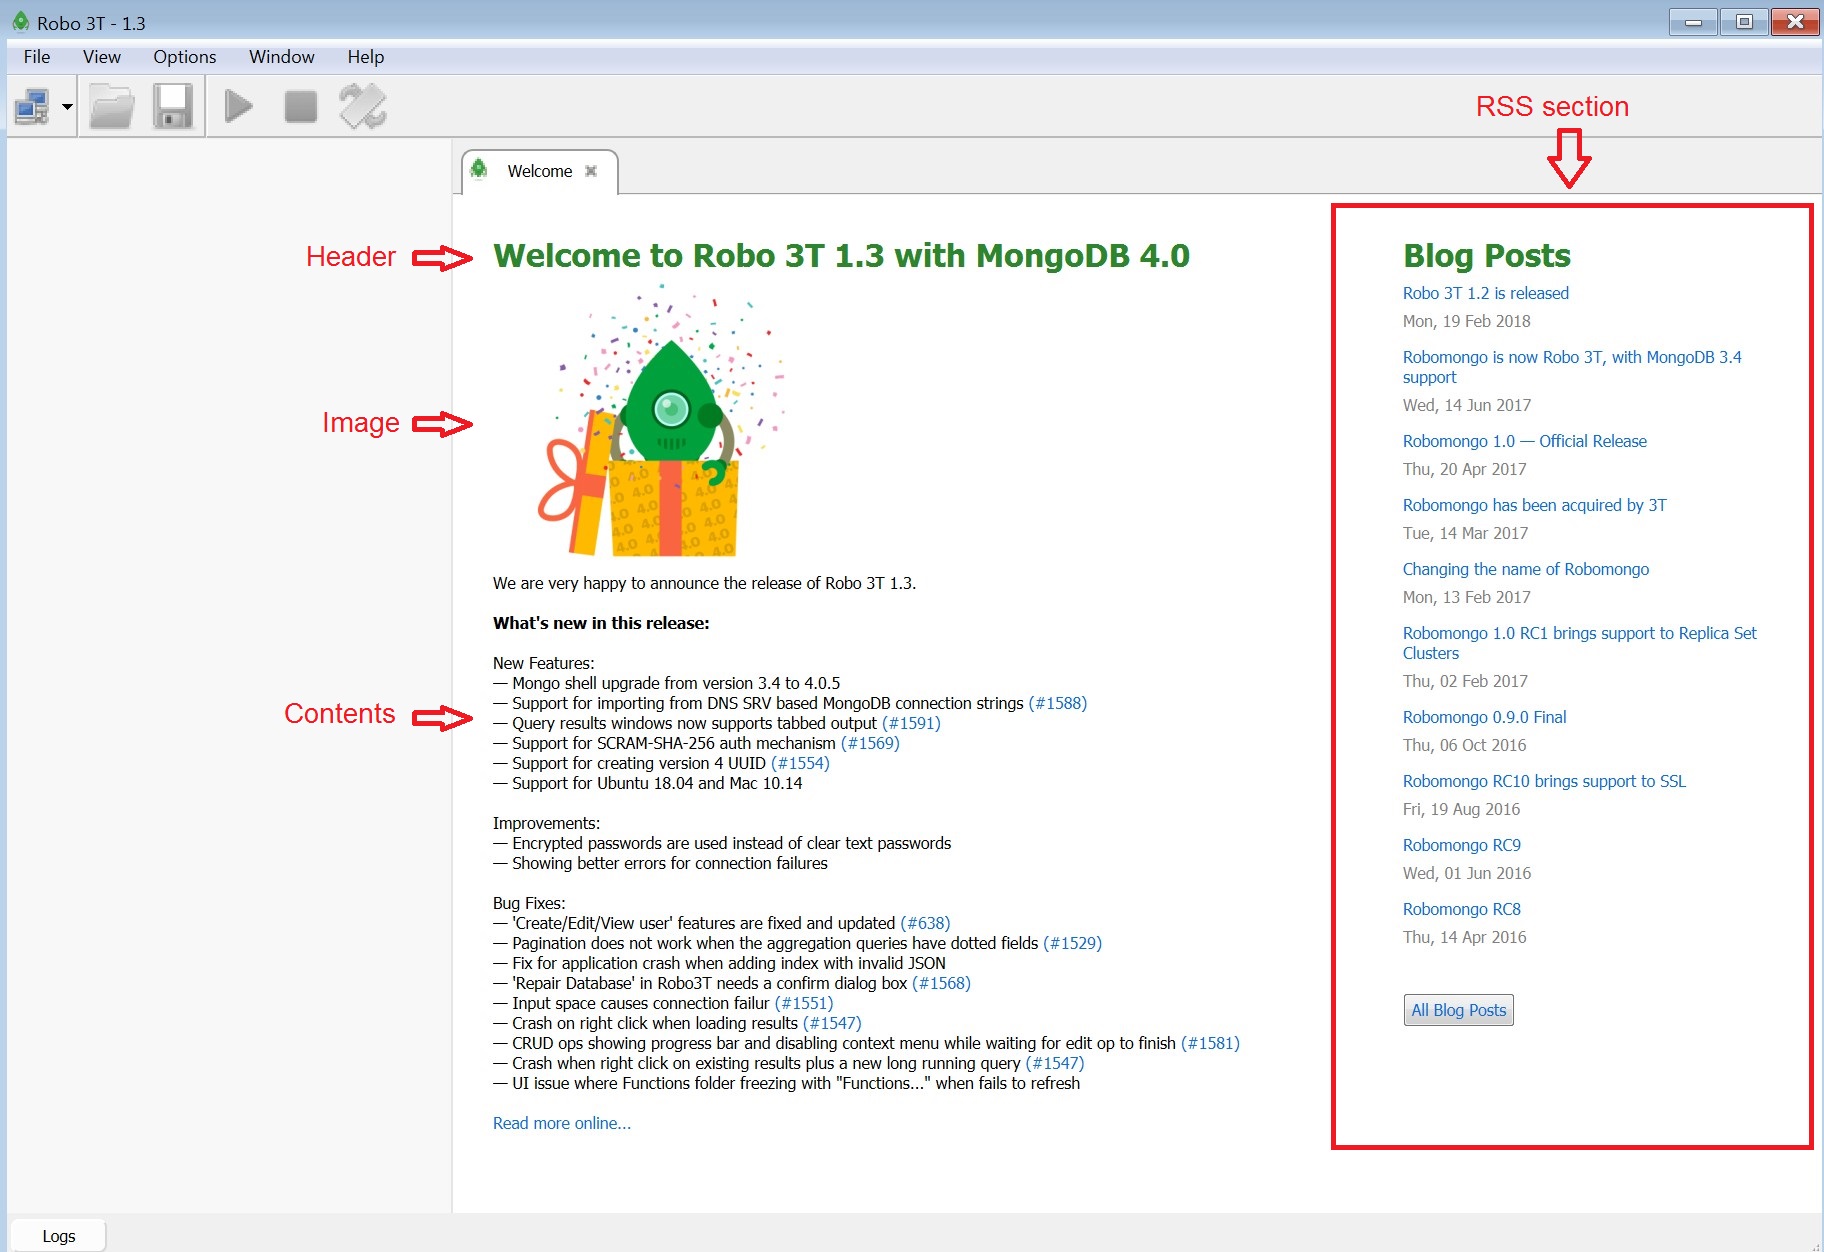 Robo 3T - 1.3
File View Options Window Help
RSS section
Welcome
Header
Welcome to Robo 3T 1.3 with MongoDB 4.0
Image
4.0
We are very happy to announce the release of Robo 3T 1.3.
What's new in this release:
New Features:
— Mongo shell upgrade from version 3.4 to 4.0.5
— Support for importing from DNS SRV based MongoDB connection strings (#1588)
Contents
— Query results windows now supports tabbed output (#1591)
— Support for SCRAM-SHA-256 auth mechanism (#1569)
— Support for creating version 4 UUID (#1554)
— Support for Ubuntu 18.04 and Mac 10.14
Improvements:
— Encrypted passwords are used instead of clear text passwords
— Showing better errors for connection failures
Bug Fixes:
— 'Create/Edit/View user' features are fixed and updated (#638)
— Pagination does not work when the aggregation queries have dotted fields (#1529)
— Fix for application crash when adding index with invalid JSON
— 'Repair Database' in Robo3T needs a confirm dialog box (#1568)
— Input space causes connection failur (#1551)
— Crash on right click when loading results (#1547)
— CRUD ops showing progress bar and disabling context menu while waiting for edit op to finish (#1581)
— Crash when right click on existing results plus a new long running query (#1547)
— UI issue where Functions folder freezing with "Functions..." when fails to refresh
Read more online...
Blog Posts
Robo 3T 1.2 is released
Mon, 19 Feb 2018
Robomongo is now Robo 3T, with MongoDB 3.4
support
Wed, 14 Jun 2017
Robomongo 1.0 — Official Release
Thu, 20 Apr 2017
Robomongo has been acquired by 3T
Tue, 14 Mar 2017
Changing the name of Robomongo
Mon, 13 Feb 2017
Robomongo 1.0 RC1 brings support to Replica Set
Clusters
Thu, 02 Feb 2017
Robomongo 0.9.0 Final
Thu, 06 Oct 2016
Robomongo RC10 brings support to SSL
Fri, 19 Aug 2016
Robomongo RC9
Wed, 01 Jun 2016
Robomongo RC8
Thu, 14 Apr 2016
All Blog Posts
Logs